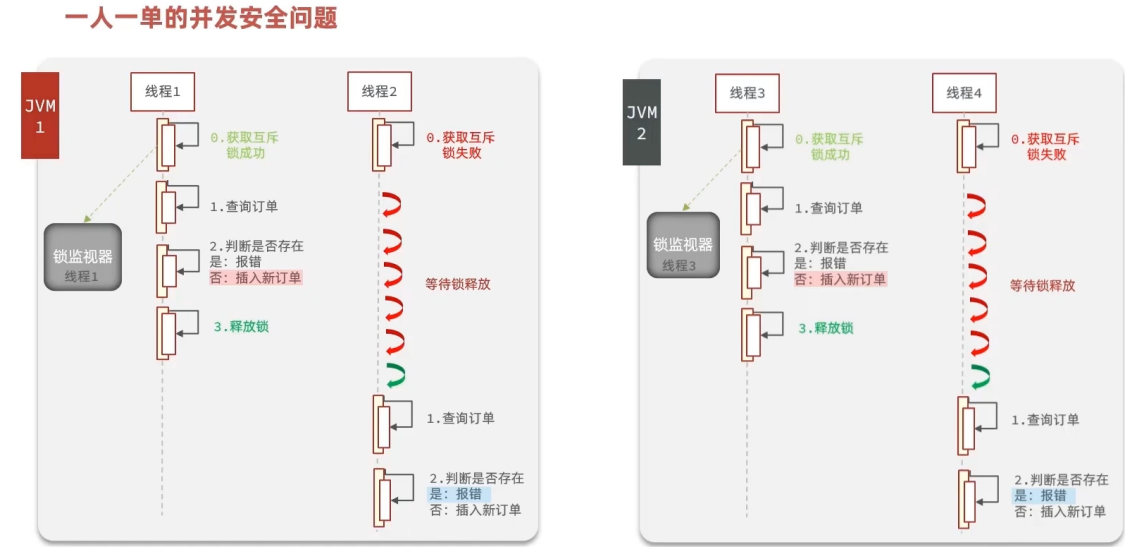 一人一单的并发安全问题
JVM
1
线程1
线程2
0.获取互斥
锁成功
0.获取互斥
锁失败
1.查询订单
锁监视器
线程1
2.判断是否存在
是：报错
否：插入新订单
等待锁释放
3.释放锁
1.查询订单
2.判断是否存在
是：报错
否：插入新订单
JVM
2
线程3
线程4
0.获取互斥
锁成功
0.获取互斥
锁失败
1.查询订单
锁监视器
线程3
2.判断是否存在
是：报错
否：插入新订单
等待锁释放
3.释放锁
1.查询订单
2.判断是否存在
是：报错
否：插入新订单